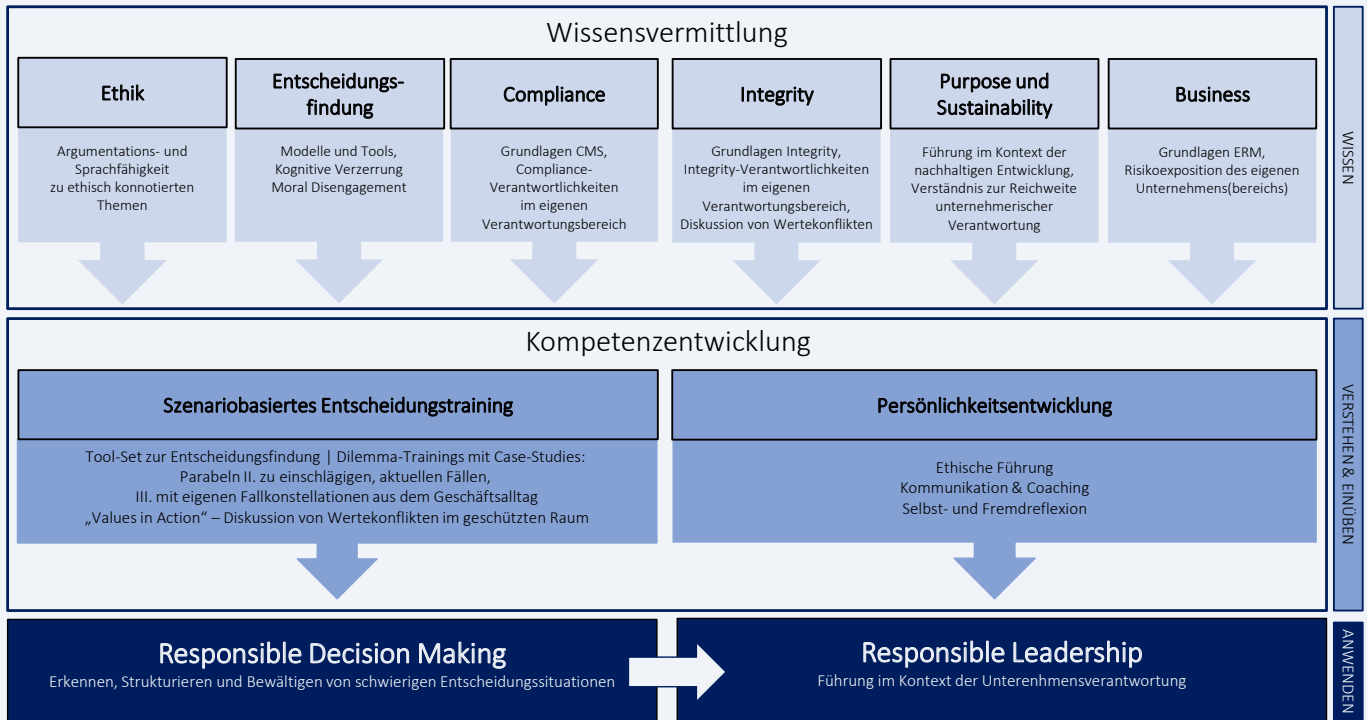 Wissensvermittlung
Ethik
Argumentations- und
Sprachfähigkeit
zu ethisch konnotierten
Themen
Entscheidungs-
findung
Modelle und Tools,
Kognitive Verzerrung
Moral Disengagement
Compliance
Grundlagen CMS,
Compliance-
Verantwortlichkeiten
im eigenen
Verantwortungsbereich
Integrity
Grundlagen Integrity,
Integrity-Verantwortlichkeiten
im eigenen
Verantwortungsbereich,
Diskussion von Wertekonflikten
Purpose und
Sustainability
Führung im Kontext der
nachhaltigen Entwicklung,
Verständnis zur Reichweite
unternehmerischer
Verantwortung
Business
Grundlagen ERM,
Risikoexposition des eigenen
Unternehmens(bereichs)
WISSEN
Kompetenzentwicklung
Szenariobasiertes Entscheidungstraining
Tool-Set zur Entscheidungsfindung | Dilemma-Trainings mit Case-Studies:
Parabeln II. zu einschlägigen, aktuellen Fällen,
III. mit eigenen Fallkonstellationen aus dem Geschäftsalltag
„Values in Action“ – Diskussion von Wertekonflikten im geschützten Raum
Persönlichkeitsentwicklung
Ethische Führung
Kommunikation & Coaching
Selbst- und Fremdreflexion
VERSTEHEN & EINÜBEN
Responsible Decision Making
Erkennen, Strukturieren und Bewältigen von schwierigen Entscheidungssituationen
Responsible Leadership
Führung im Kontext der Unterenhmensverantwortung
ANWENDEN